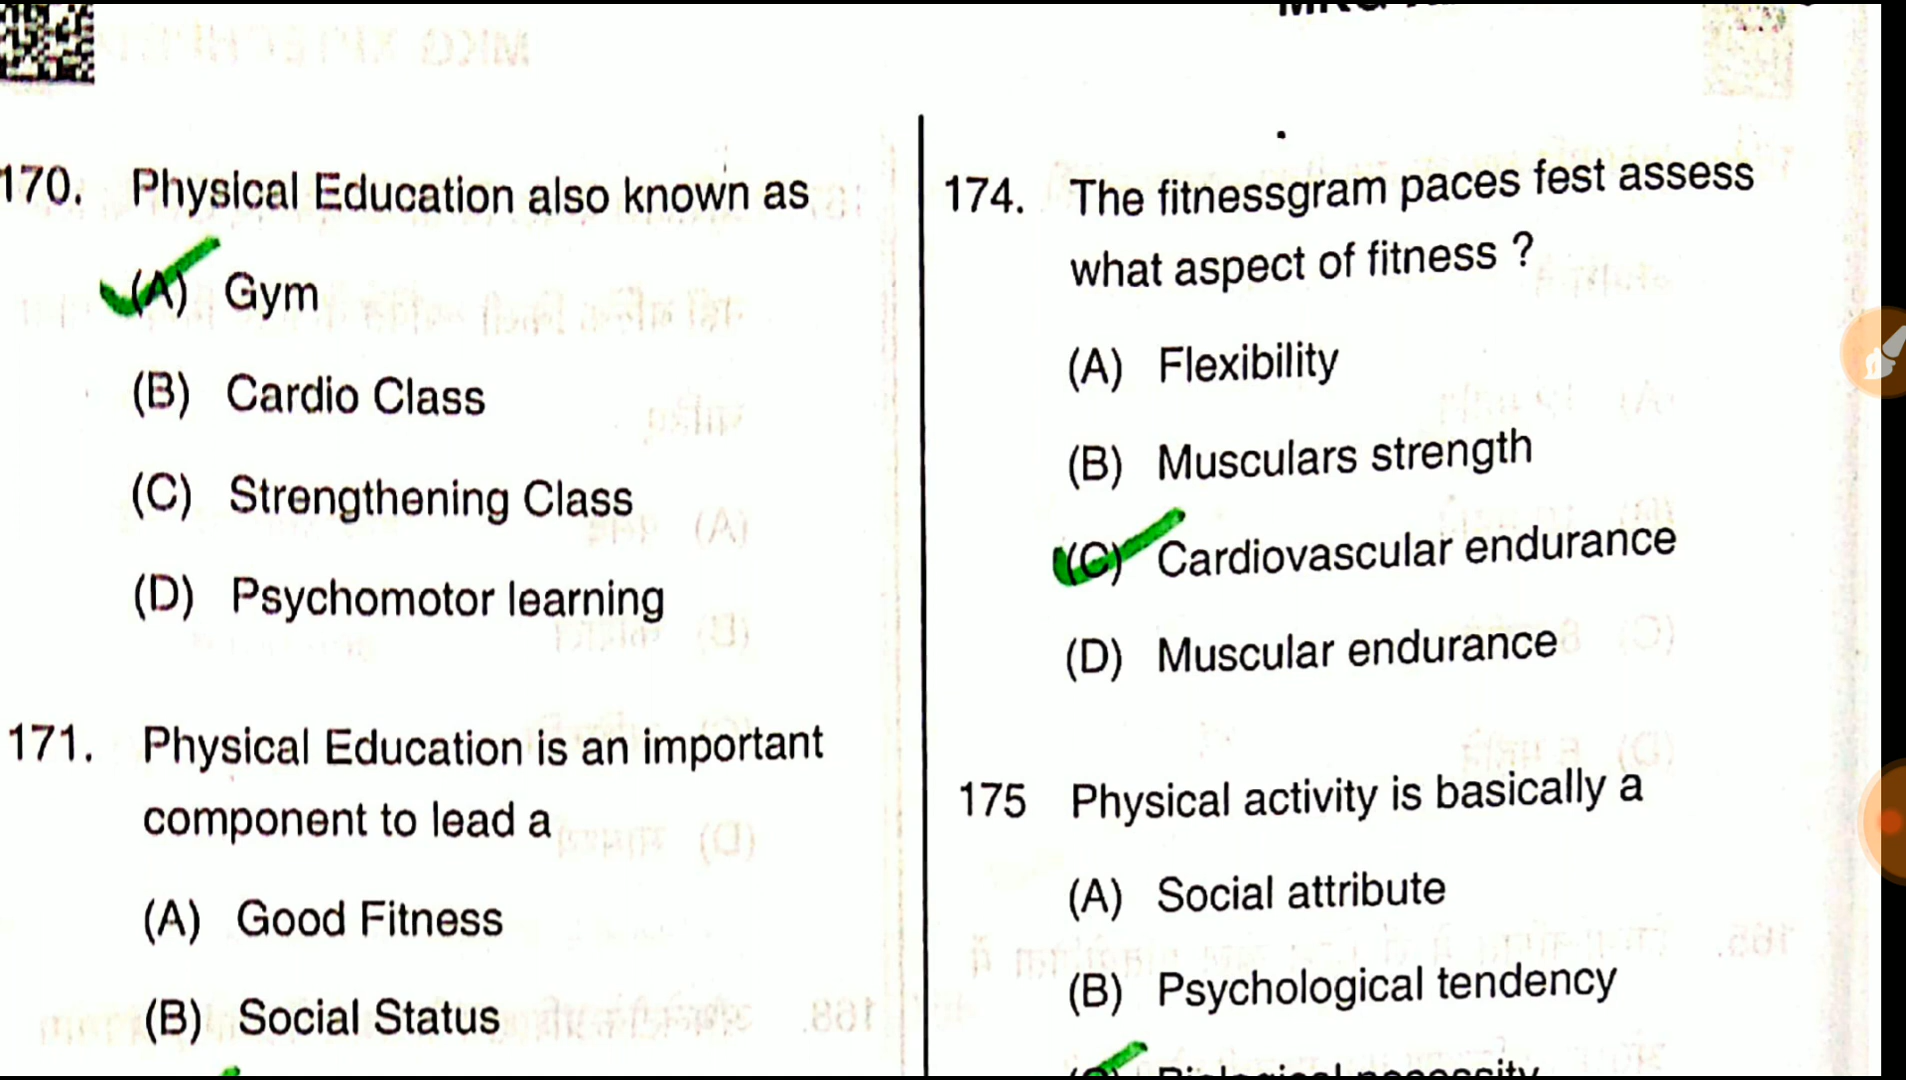 170. Physical Education also known as
(A) Gym
(B) Cardio Class
(C) Strengthening Class
(D) Psychomotor learning
171. Physical Education is an important
component to lead a
(A) Good Fitness
(B) Social Status
174. The fitnessgram paces fest assess
what aspect of fitness ?
(A) Flexibility
(B) Musculars strength
(C) Cardiovascular endurance
(D) Muscular endurance
175 Physical activity is basically a
(A) Social attribute
(B) Psychological tendency